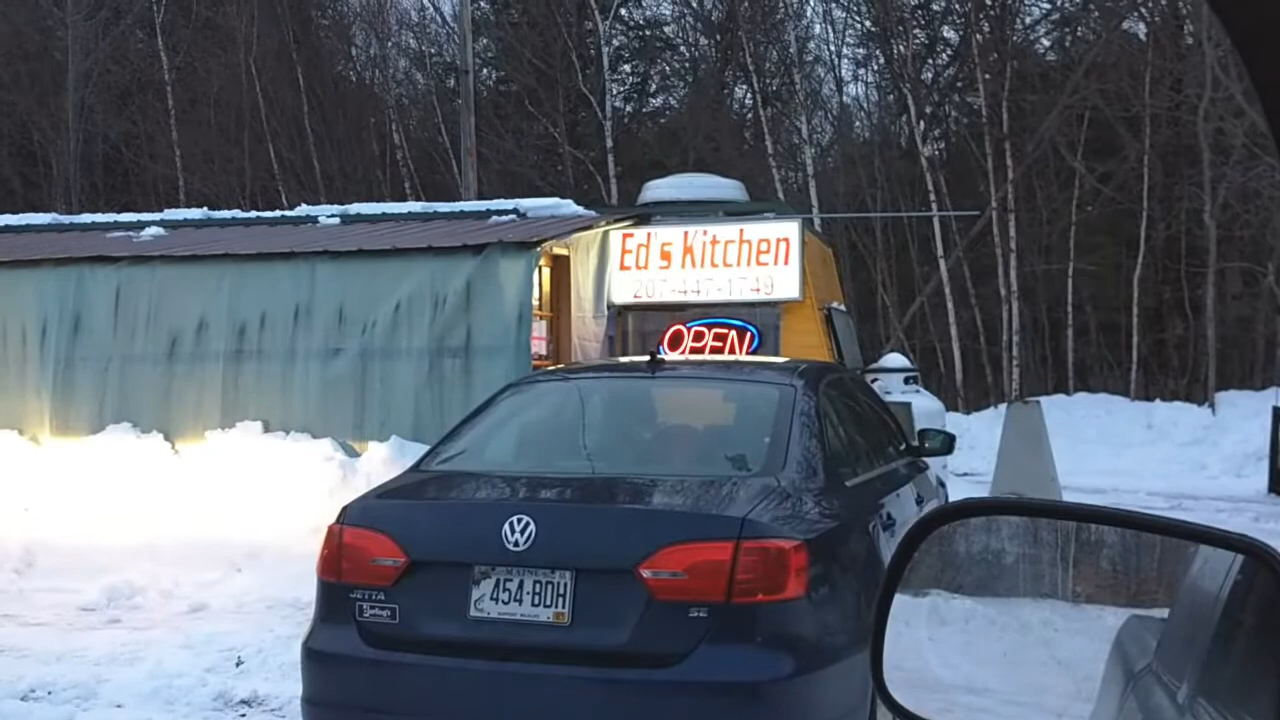 Ed's Kitchen
207-447-1749
OPEN
JETTA
SE
MAINE
454-BDH